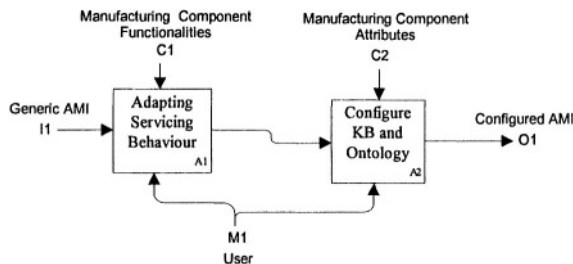 Manufacturing Component
Functionalities
C1
Manufacturing Component
Attributes
C2
Generic AMI
I1
Adapting
Servicing
Behaviour
A1
Configure
KB and
Ontology
A2
Configured AMI
O1
M1
User